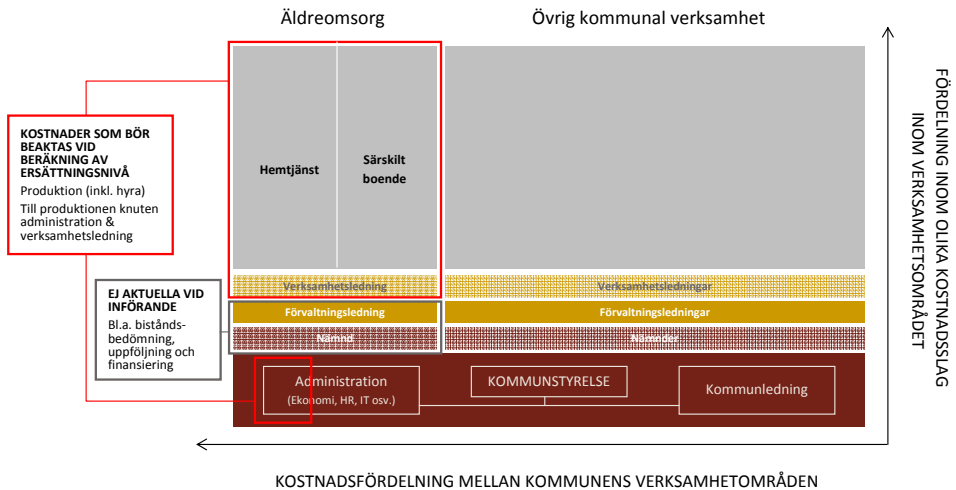 Äldreomsorg
Övrig kommunal verksamhet
KOSTNADER SOM BÖR
BEAKTAS VID
BERÄKNING AV
ERSÄTTNINGSNIVÅ
Produktion (inkl. hyra)
Till produktionen knuten
administration &
verksamhetsledning
Hemtjänst
Särskilt
boende
EJ AKTUELLA VID
INFÖRANDE
Bl.a. bistånds-
bedömning,
uppföljning och
finansiering
Verksamhetsledning
Verksamhetsledningar
Förvaltningsledning
Förvaltningsledningar
Nämnd
Nämnder
Administration
(Ekonomi, HR, IT osv.)
KOMMUNSTYRELSE
Kommunledning
FÖRDELNING INOM OLIKA KOSTNADSSLAG
INOM VERKSAMHETSOMRÅDET
KOSTNADSFÖRDELNING MELLAN KOMMUNENS VERKSAMHETOMRÅDEN